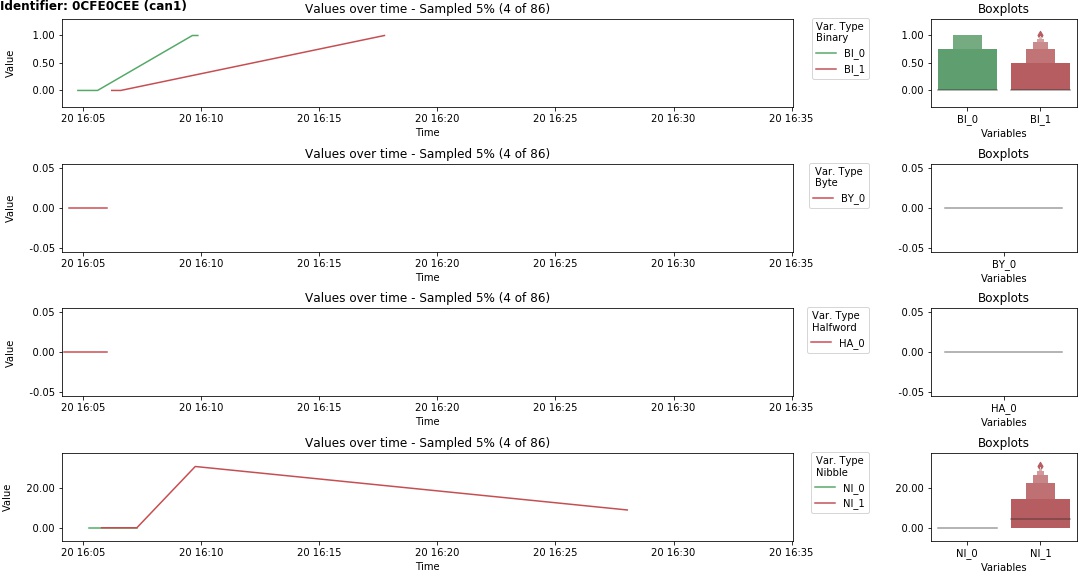 Identifier: 0CFE0CEE (can1)
Values over time - Sampled 5% (4 of 86)
Boxplots
Var. Type
Binary
BI_0
BI_1
1.00
0.50
0.00
Value
20 16:05 20 16:10 20 16:15 20 16:20 20 16:25 20 16:30 20 16:35
Time
1.00
0.50
0.00
BI_0 BI_1
Variables
Values over time - Sampled 5% (4 of 86)
Boxplots
Var. Type
Byte
BY_0
0.05
0.00
-0.05
Value
20 16:05 20 16:10 20 16:15 20 16:20 20 16:25 20 16:30 20 16:35
Time
0.05
0.00
-0.05
BY_0
Variables
Values over time - Sampled 5% (4 of 86)
Boxplots
Var. Type
Halfword
HA_0
0.05
0.00
-0.05
Value
20 16:05 20 16:10 20 16:15 20 16:20 20 16:25 20 16:30 20 16:35
Time
0.05
0.00
-0.05
HA_0
Variables
Values over time - Sampled 5% (4 of 86)
Boxplots
Var. Type
Nibble
NI_0
NI_1
20.00
0.00
Value
20 16:05 20 16:10 20 16:15 20 16:20 20 16:25 20 16:30 20 16:35
Time
20.00
0.00
NI_0 NI_1
Variables